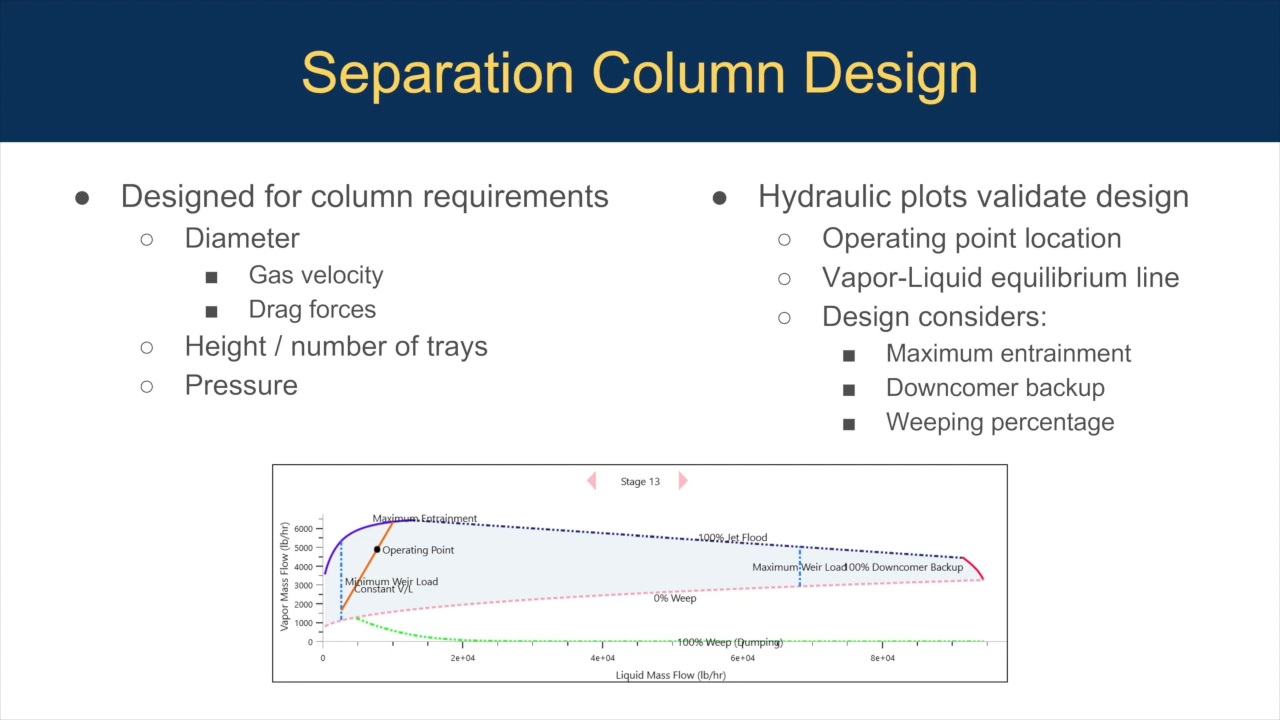 Separation Column Design
● Designed for column requirements
○ Diameter
■ Gas velocity
■ Drag forces
○ Height / number of trays
○ Pressure
● Hydraulic plots validate design
○ Operating point location
○ Vapor-Liquid equilibrium line
○ Design considers:
■ Maximum entrainment
■ Downcomer backup
■ Weeping percentage
Stage 13
Vapor Mass Flow (lb/hr)
6000
5000
4000
3000
2000
1000
0
Maximum Entrainment
100% Jet Flood
Operating Point
Maximum Weir Load
100% Downcomer Backup
Minimum Weir Load
Constant V/L
0% Weep
100% Weep (Dumping)
0 2e+04 4e+04 6e+04 8e+04
Liquid Mass Flow (lb/hr)